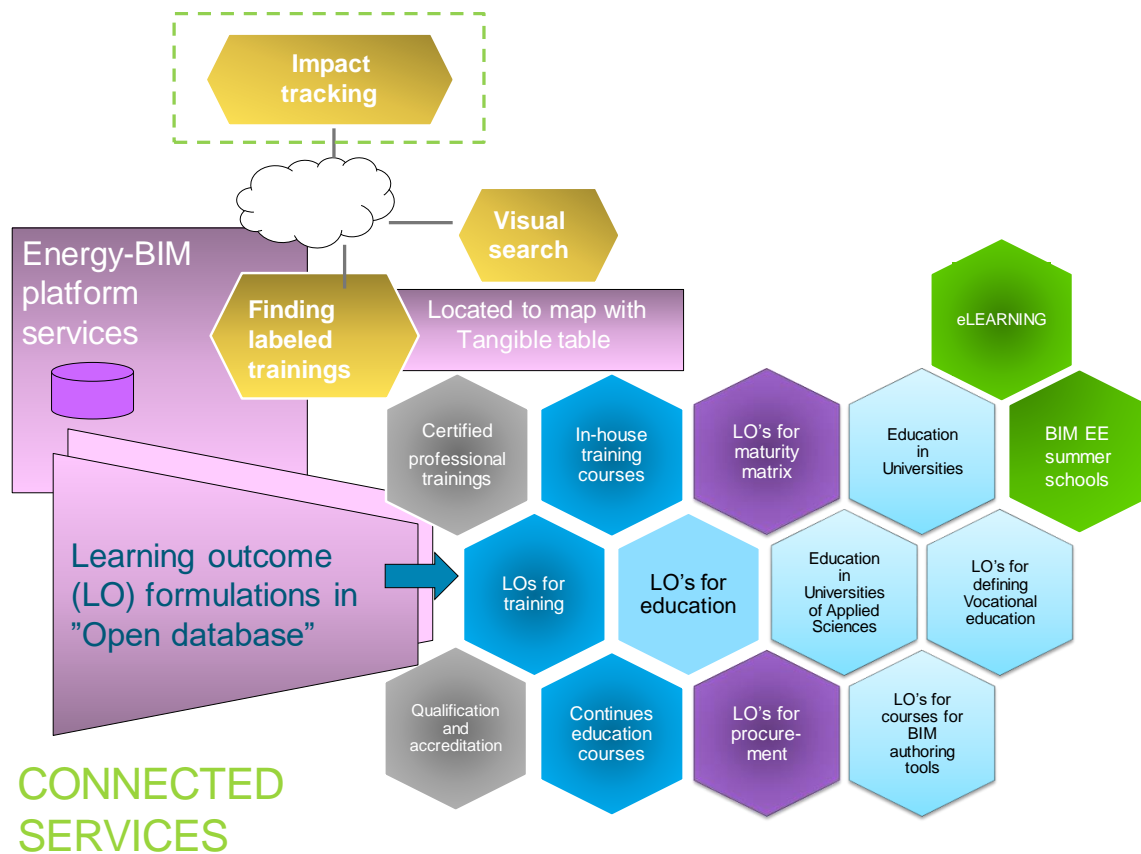 Impact
tracking
Visual
search
Energy-BIM
platform
services
Finding
labeled
trainings
Located to map with
Tangible table
eLEARNING
Certified
professional
trainings
In-house
training
courses
LO's for
maturity
matrix
Education
in
Universities
BIM EE
summer
schools
Learning outcome
(LO) formulations in
”Open database”
LOs for
training
LO's for
education
Education
in
Universities
of Applied
Sciences
LO's for
defining
Vocational
education
Qualification
and
accreditation
Continues
education
courses
LO's for
procure-
ment
LO's for
courses for
BIM
authoring
tools
CONNECTED
SERVICES